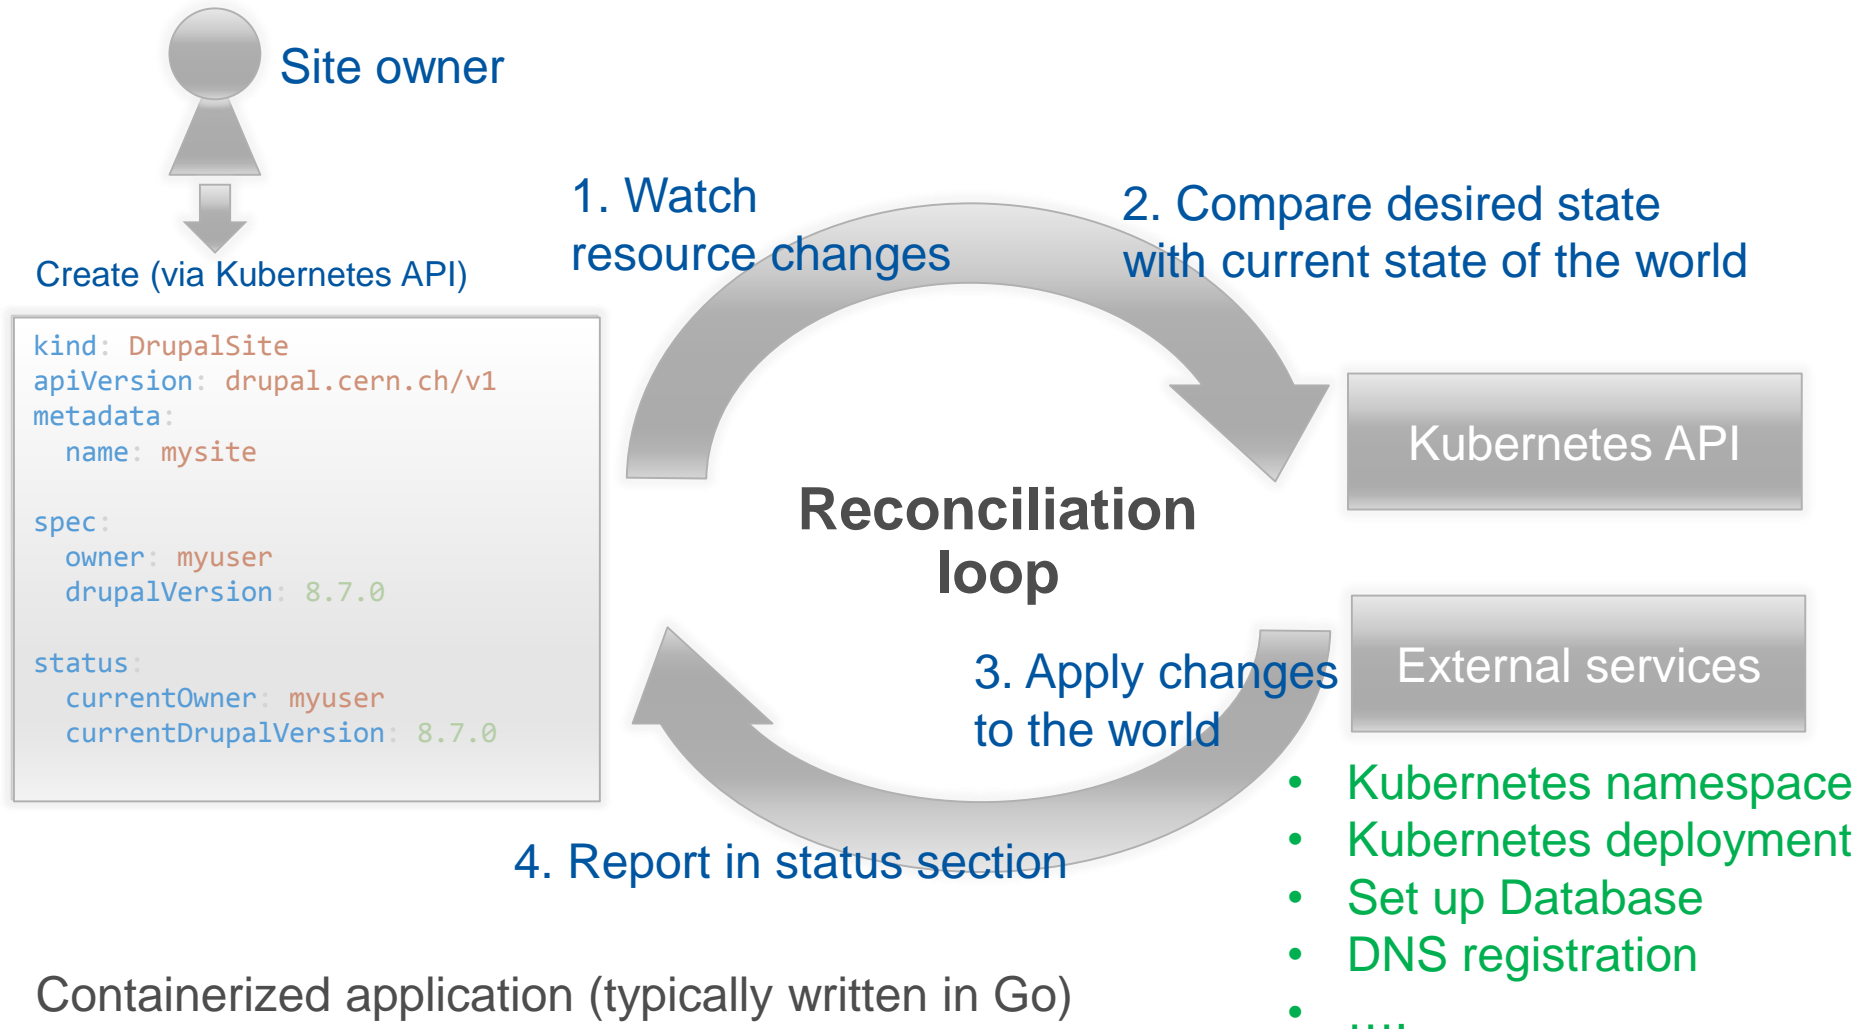 Site owner
Create (via Kubernetes API)
kind: DrupalSite
apiVersion: drupal.cern.ch/v1
metadata:
  name: mysite
spec:
  owner: myuser
  drupalVersion: 8.7.0
status:
  currentOwner: myuser
  currentDrupalVersion: 8.7.0
1. Watch
resource changes
2. Compare desired state
with current state of the world
Reconciliation
loop
Kubernetes API
External services
3. Apply changes
to the world
4. Report in status section
• Kubernetes namespace
• Kubernetes deployment
• Set up Database
• DNS registration
• ….
Containerized application (typically written in Go)